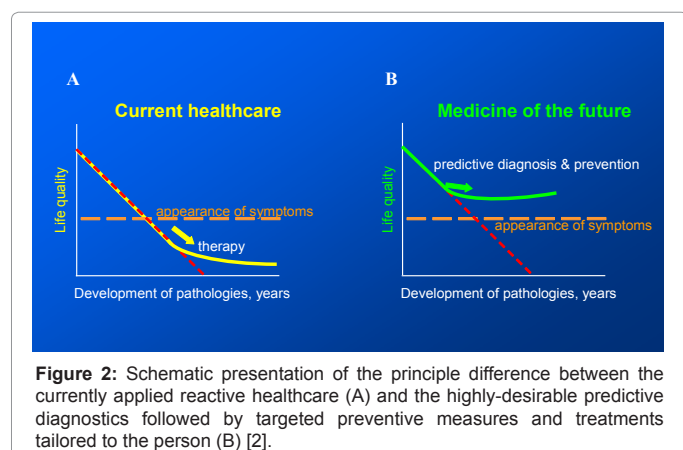 A
Current healthcare
Life quality
appearance of symptoms
therapy
Development of pathologies, years
B
Medicine of the future
Life quality
predictive diagnosis & prevention
appearance of symptoms
Development of pathologies, years
Figure 2: Schematic presentation of the principle difference between the
currently applied reactive healthcare (A) and the highly-desirable predictive
diagnostics followed by targeted preventive measures and treatments
tailored to the person (B) [2].